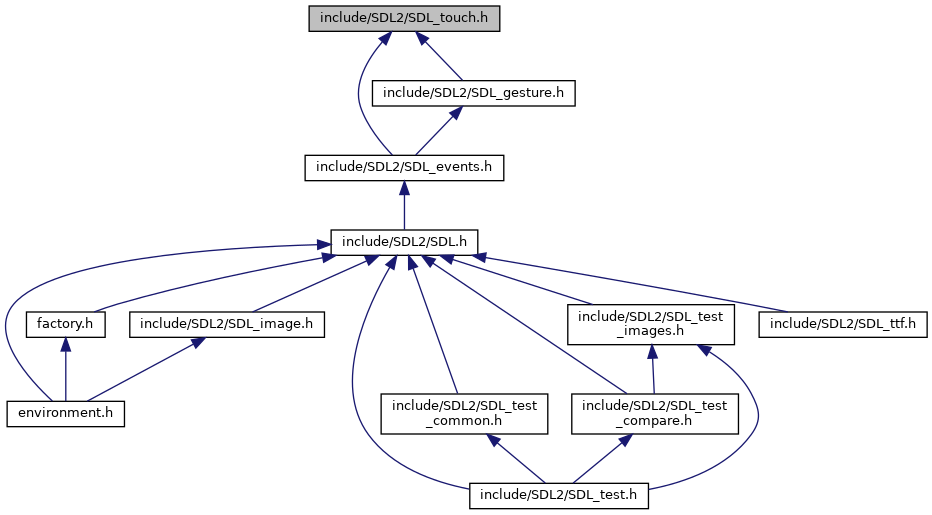 include/SDL2/SDL_touch.h
include/SDL2/SDL_gesture.h
include/SDL2/SDL_events.h
include/SDL2/SDL.h
factory.h
include/SDL2/SDL_image.h
include/SDL2/SDL_test
_images.h
include/SDL2/SDL_ttf.h
environment.h
include/SDL2/SDL_test
_common.h
include/SDL2/SDL_test
_compare.h
include/SDL2/SDL_test.h